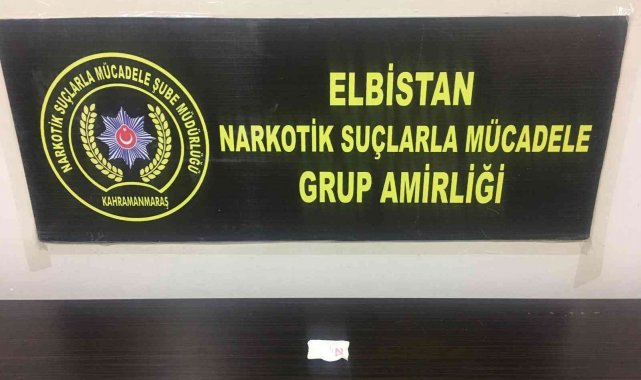 NARKOTİK SUÇLARLA MÜCADELE ŞUBE MÜDÜRLÜĞÜ
KAHRAMANMARAŞ
ELBİSTAN
NARKOTİK SUÇLARLA MÜCADELE
GRUP AMİRLİĞİ